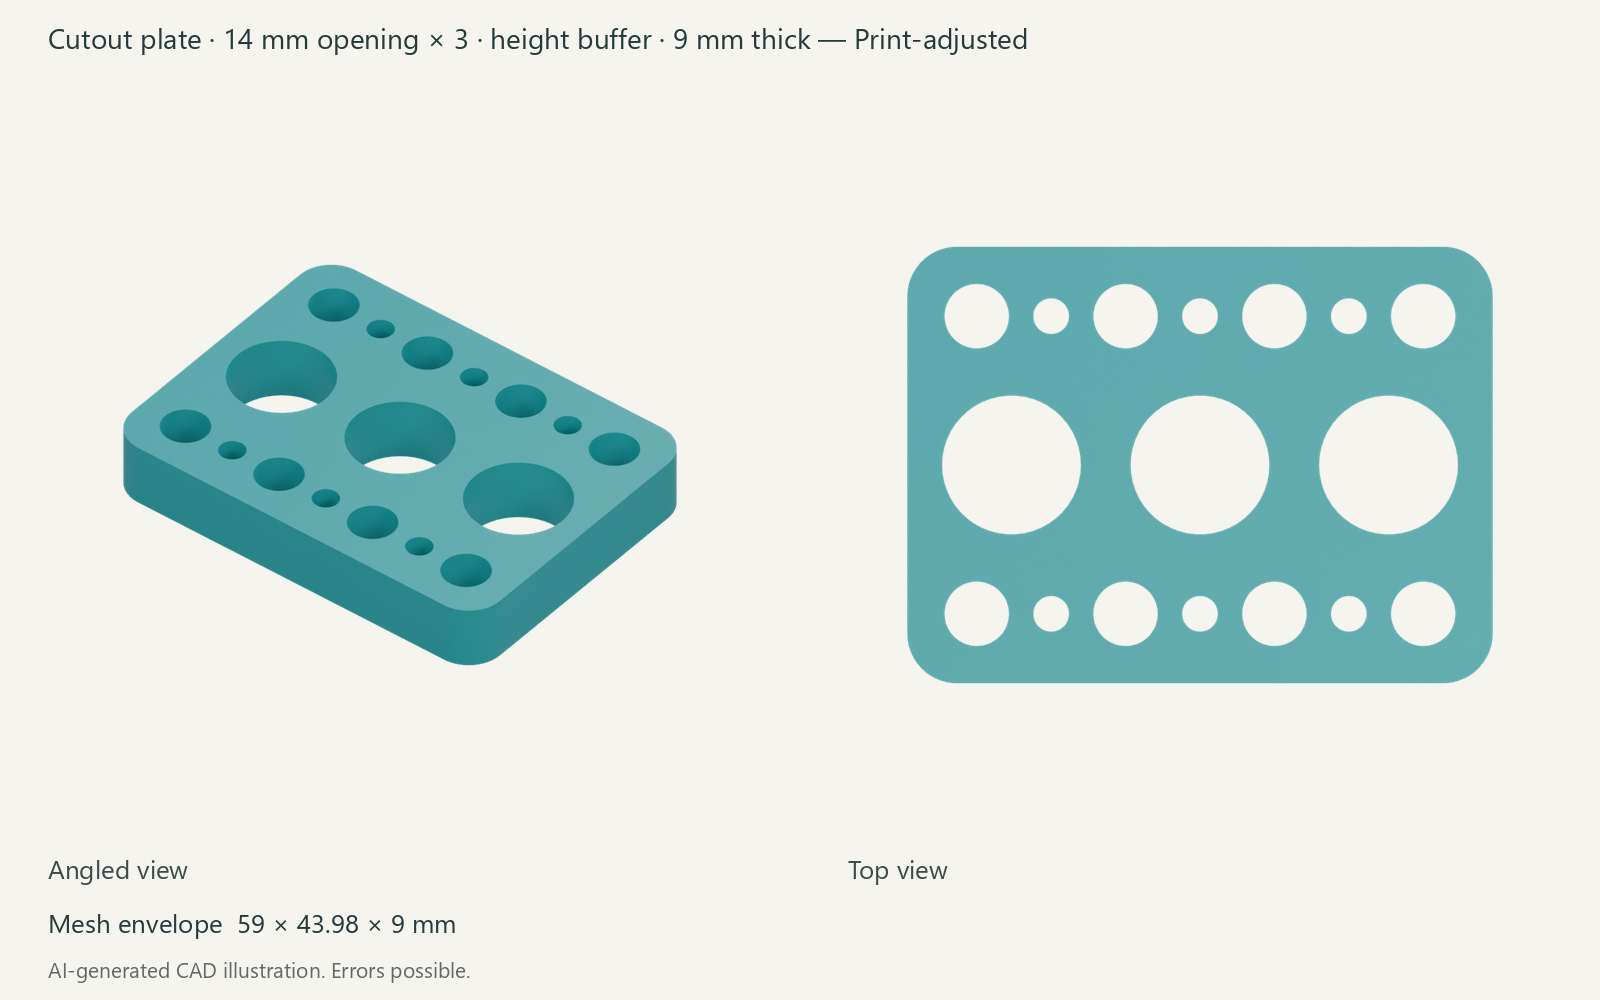 Cutout plate · 14 mm opening × 3 · height buffer · 9 mm thick — Print-adjusted
Angled view
Top view
Mesh envelope 59 × 43.98 × 9 mm
AI-generated CAD illustration. Errors possible.